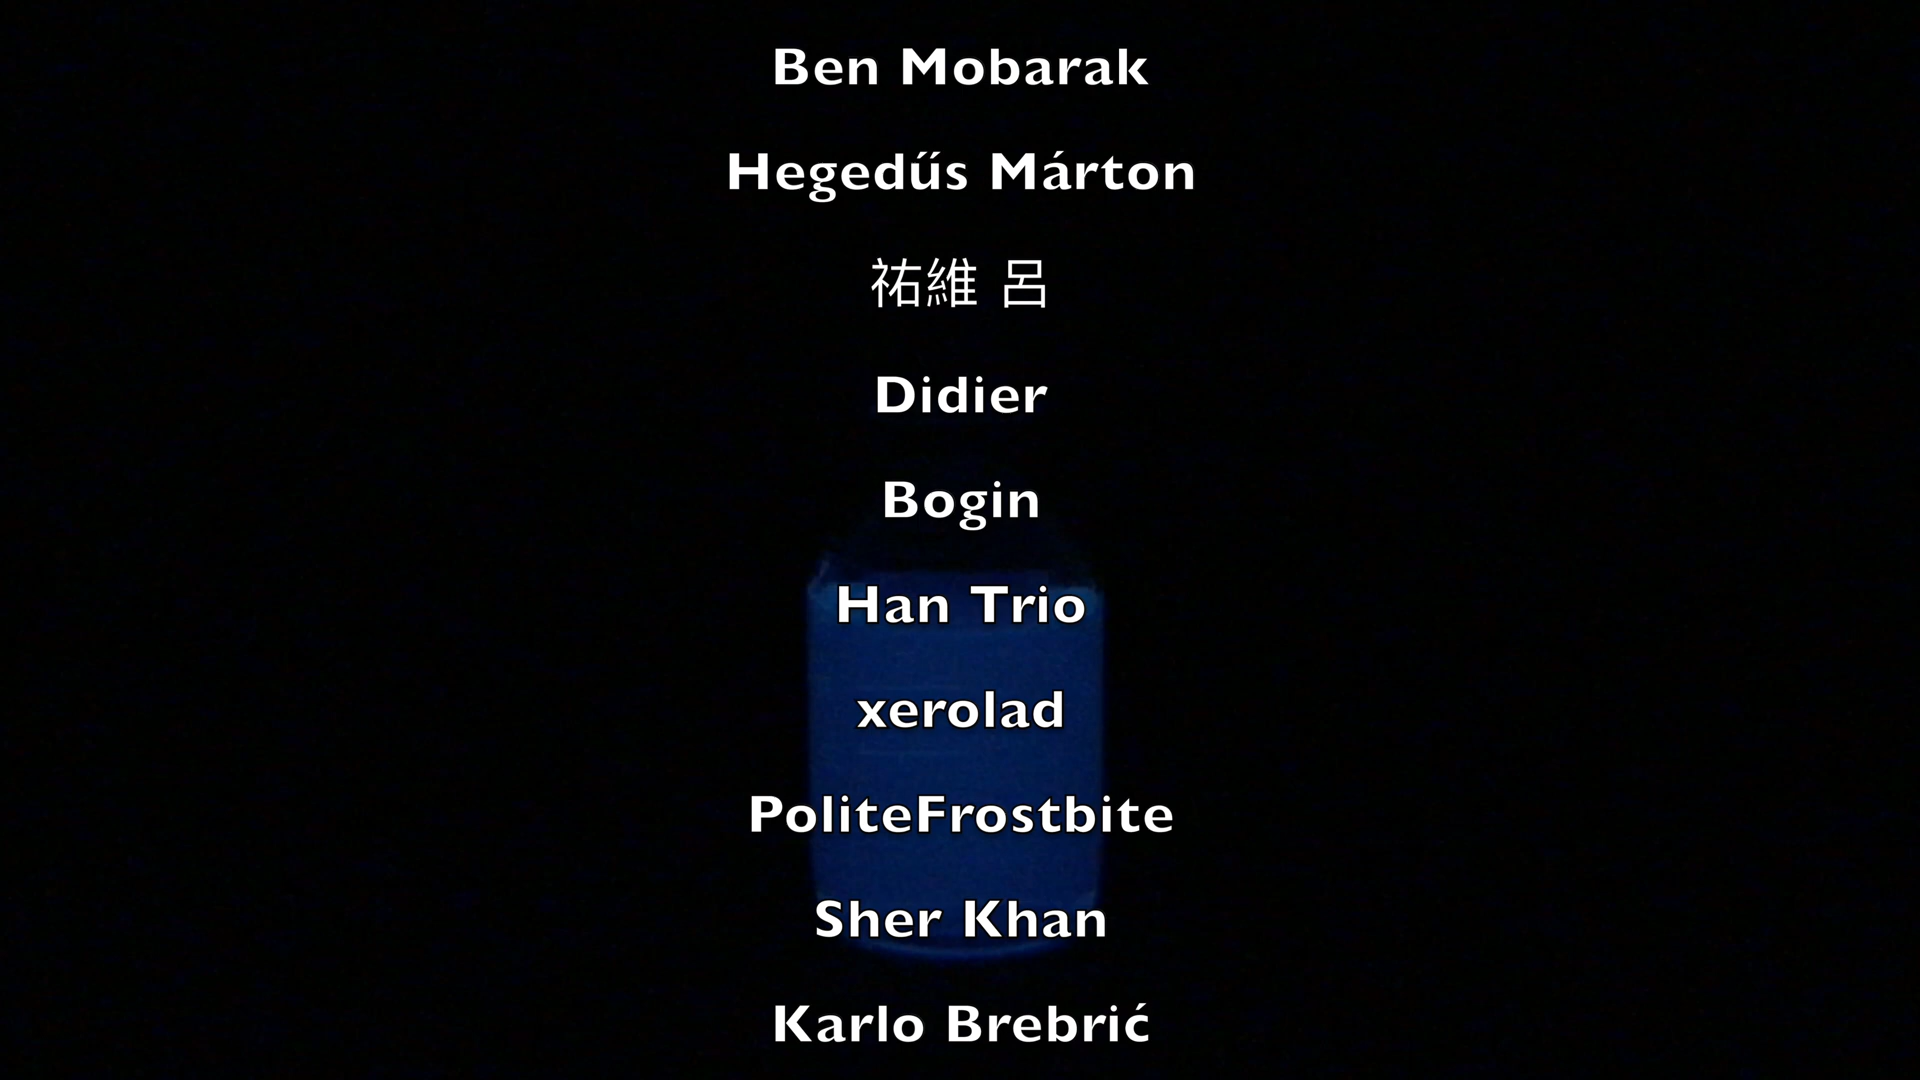 Ben Mobarak
Hegedűs Márton
祐維 呂
Didier
Bogin
Han Trio
xerolad
PoliteFrostbite
Sher Khan
Karlo Brebrić